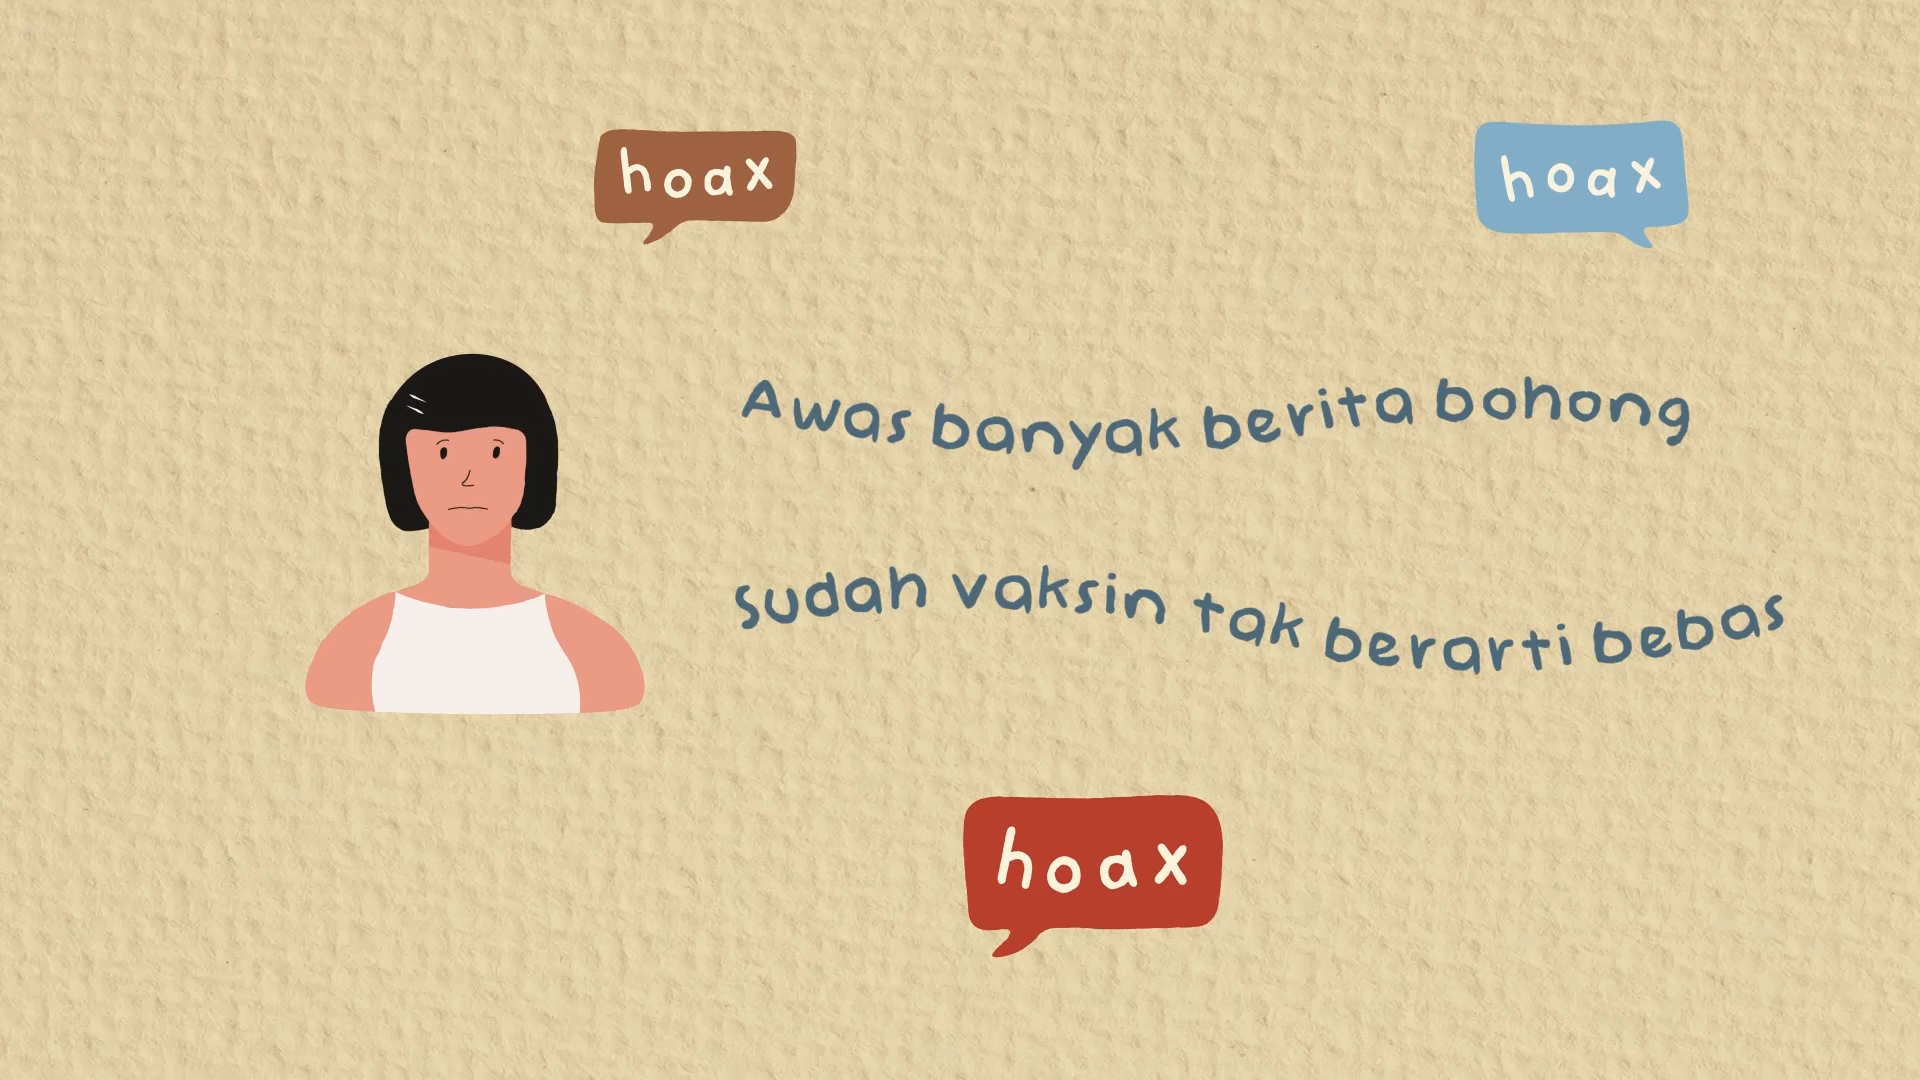 hoax
hoax
Awas banyak berita bohong
sudah vaksin tak berarti bebas
hoax